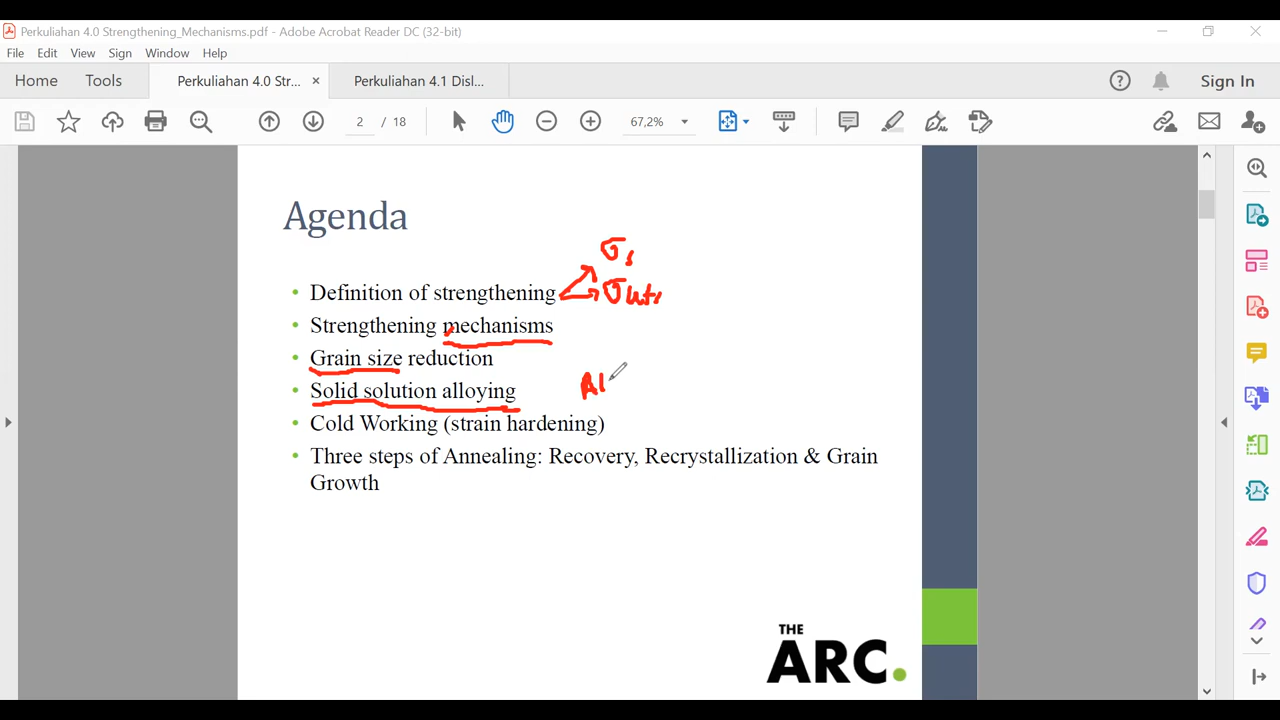 Perkuliahan 4.0 Strengthening_Mechanisms.pdf - Adobe Acrobat Reader DC (32-bit)
File Edit View Sign Window Help
Home Tools Perkuliahan 4.0 Str... × Perkuliahan 4.1 Disl... Sign In
2 / 18 67,2%
Agenda
σ
• Definition of strengthening σuts
• Strengthening mechanisms
• Grain size reduction
• Solid solution alloying Al
• Cold Working (strain hardening)
• Three steps of Annealing: Recovery, Recrystallization & Grain
Growth
THE
ARC.